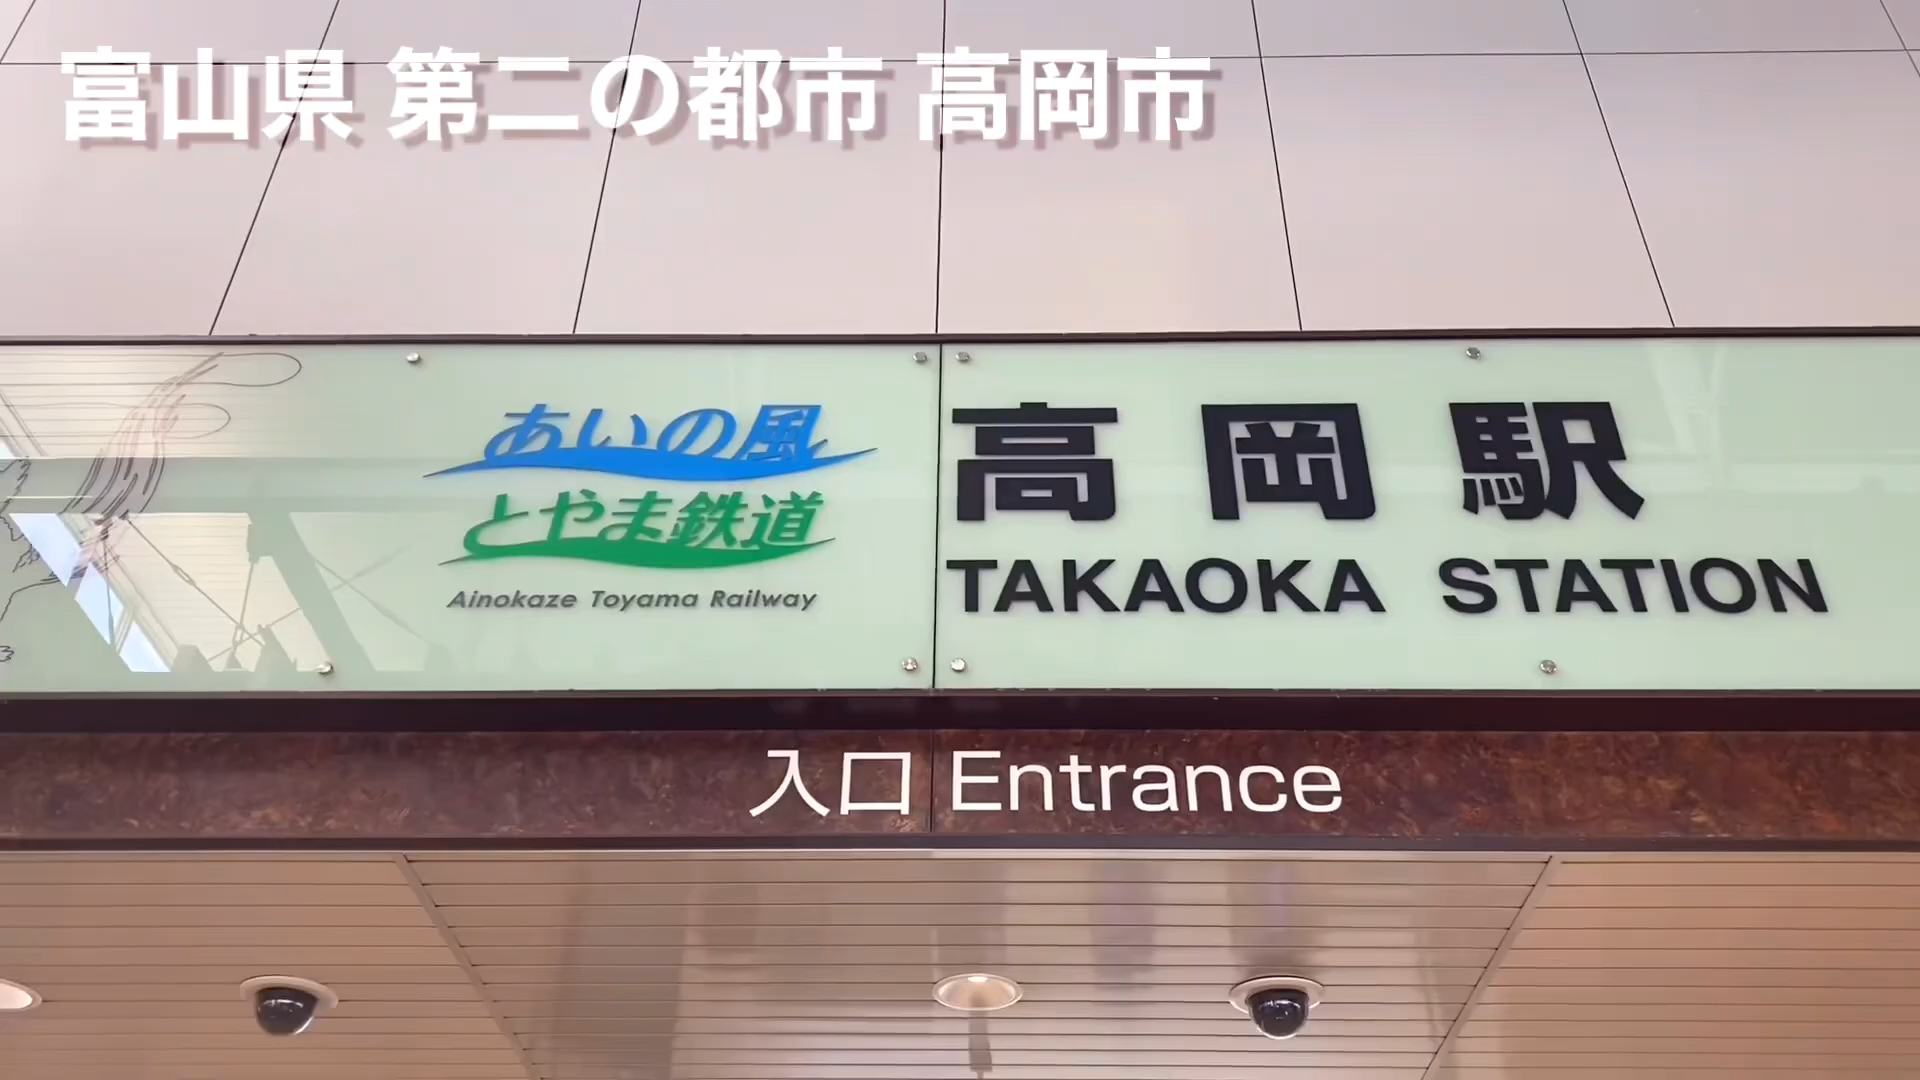 富山県 第二の都市 高岡市
あいの風
とやま鉄道
Ainokaze Toyama Railway
高岡駅
TAKAOKA STATION
入口 Entrance